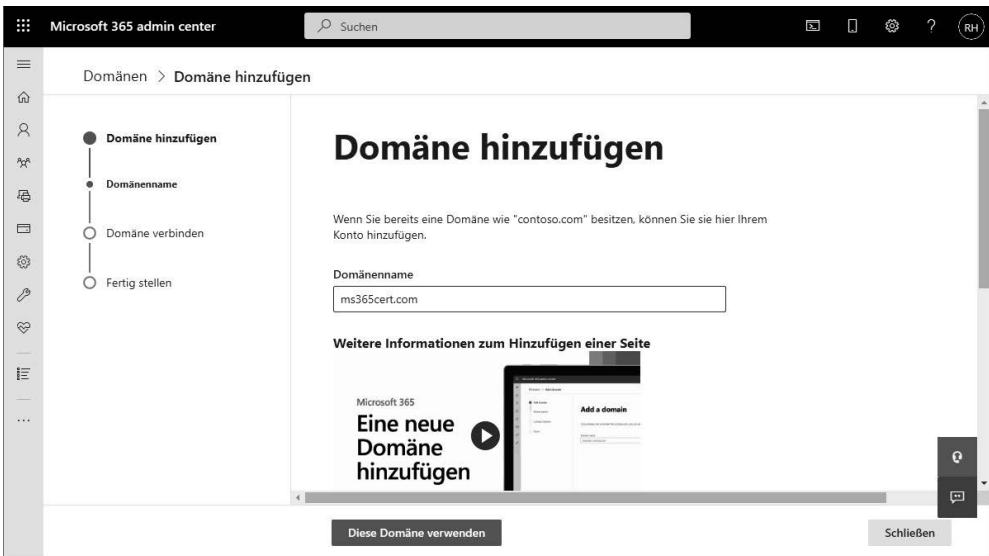 Microsoft 365 admin center
Suchen
RH
Domänen > Domäne hinzufügen
Domäne hinzufügen
Domänenname
Domäne verbinden
Fertig stellen
Domäne hinzufügen
Wenn Sie bereits eine Domäne wie "contoso.com" besitzen, können Sie sie hier Ihrem
Konto hinzufügen.
Domänenname
ms365cert.com
Weitere Informationen zum Hinzufügen einer Seite
Microsoft 365
Eine neue
Domäne
hinzufügen
Add a domain
Diese Domäne verwenden
Schließen